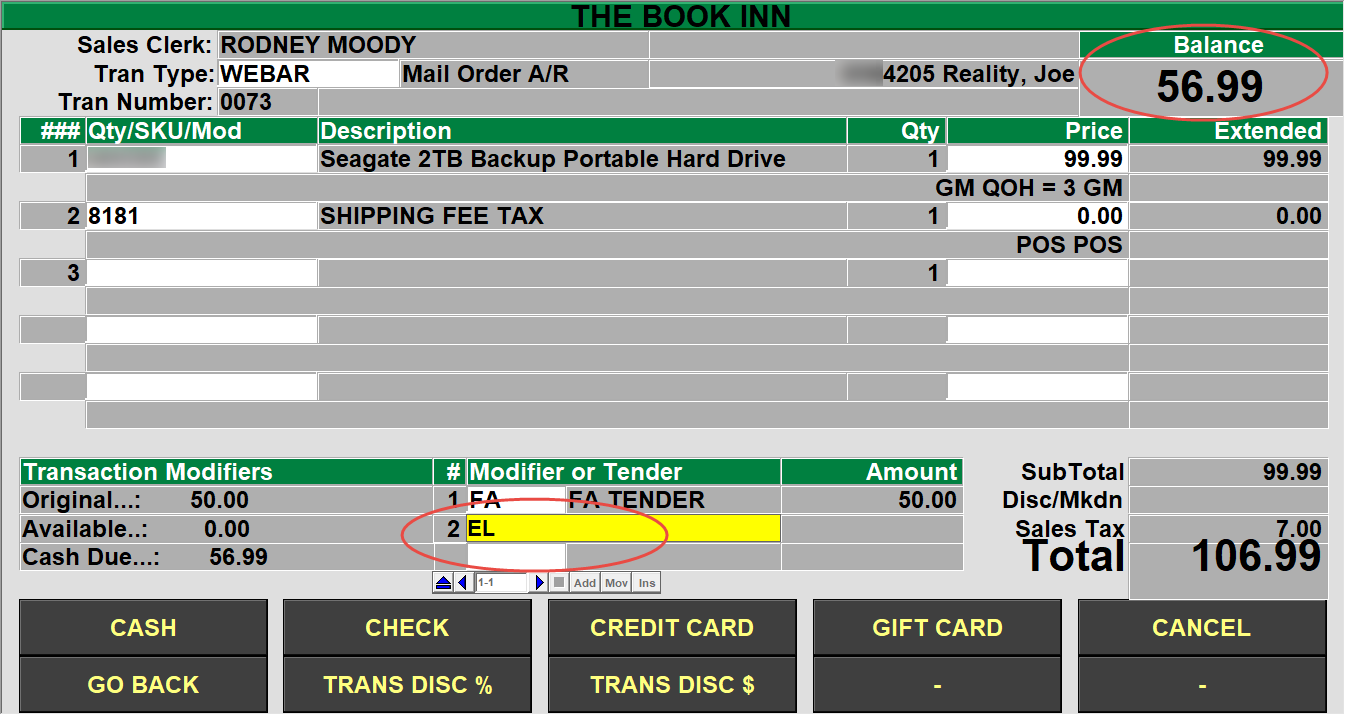 THE BOOK INN
Sales Clerk: RODNEY MOODY Balance
Tran Type: WEBAR Mail Order A/R 4205 Reality, Joe 56.99
Tran Number: 0073
### Qty/SKU/Mod Description Qty Price Extended
1 Seagate 2TB Backup Portable Hard Drive 1 99.99 99.99
GM QOH = 3 GM
2 8181 SHIPPING FEE TAX 1 0.00 0.00
POS POS
3 1
Transaction Modifiers # Modifier or Tender Amount SubTotal 99.99
Original...: 50.00 1 FA FA TENDER 50.00 Disc/Mkdn
Available..: 0.00 2 EL Sales Tax 7.00
Cash Due...: 56.99 Total 106.99
1-1 Add Mov Ins
CASH CHECK CREDIT CARD GIFT CARD CANCEL
GO BACK TRANS DISC % TRANS DISC $ - -